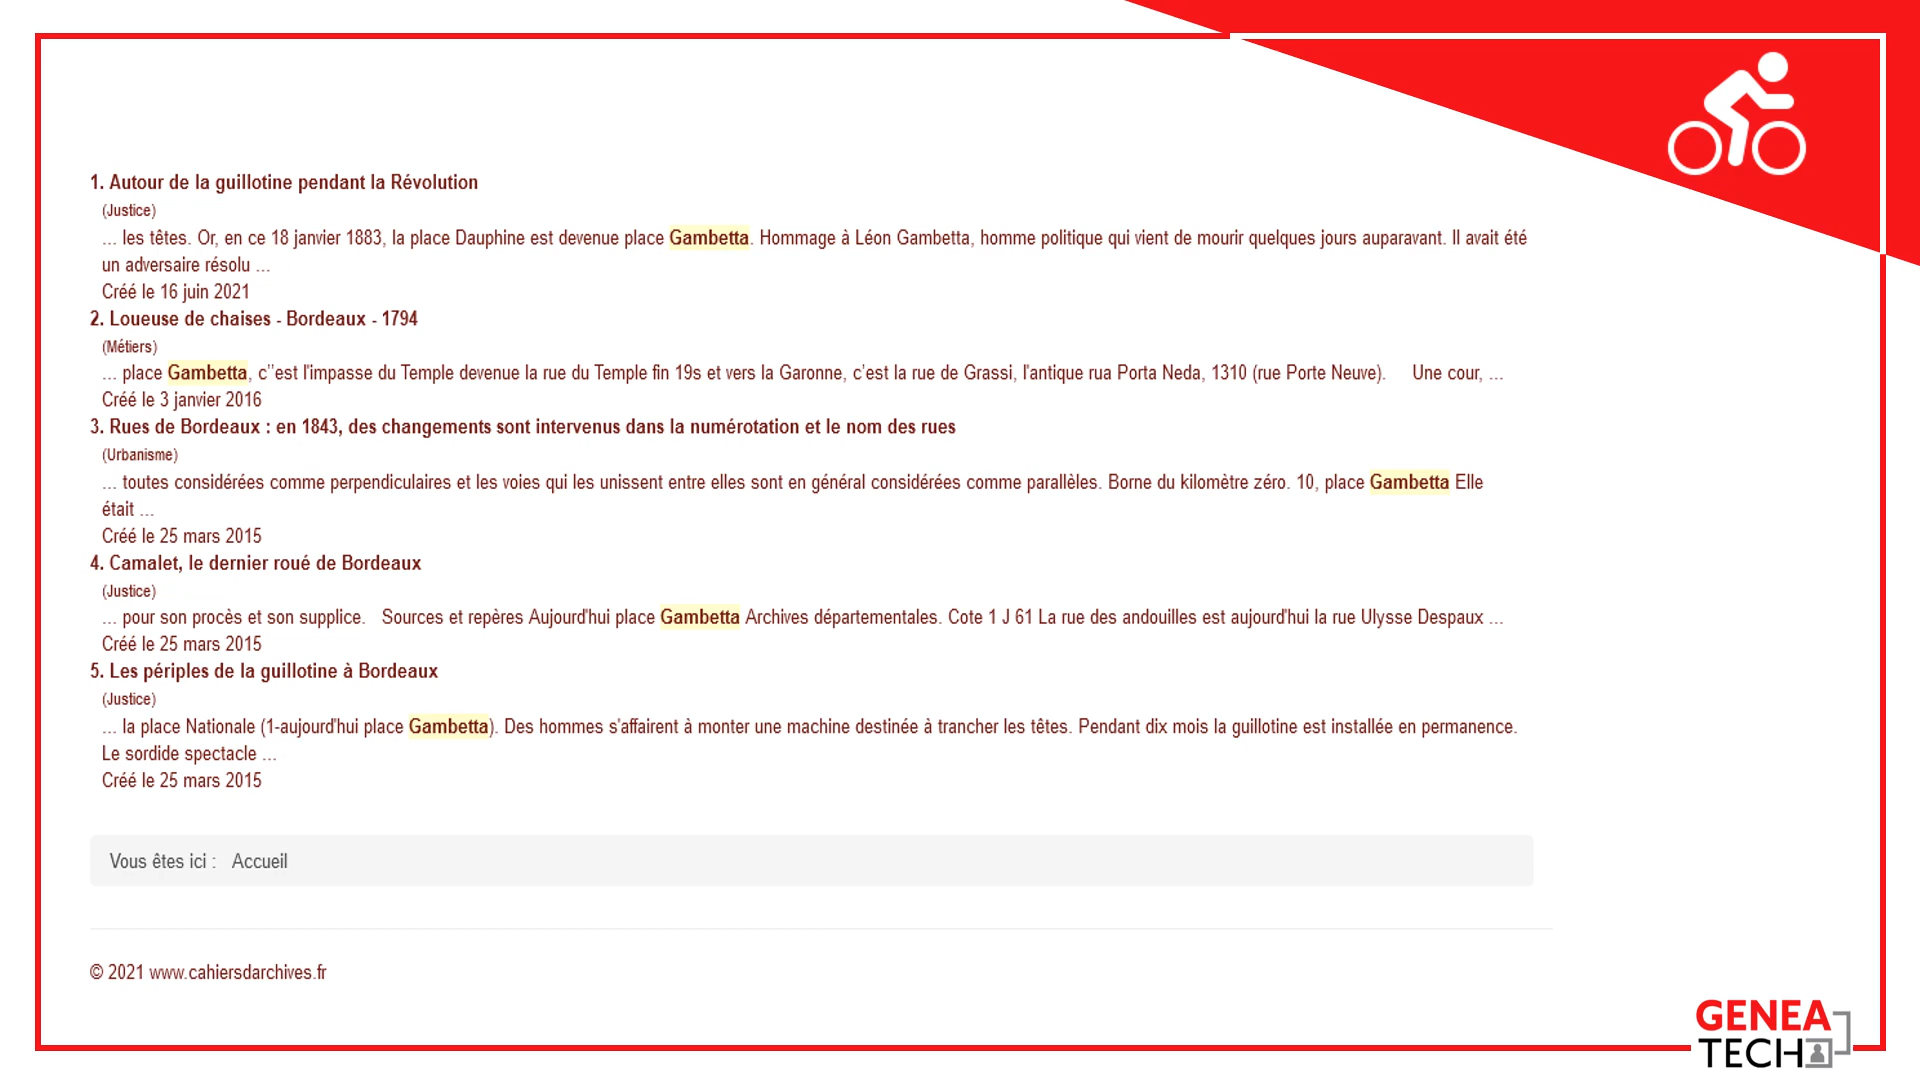 1. Autour de la guillotine pendant la Révolution
(Justice)
... les têtes. Or, en ce 18 janvier 1883, la place Dauphine est devenue place Gambetta. Hommage à Léon Gambetta, homme politique qui vient de mourir quelques jours auparavant. Il avait été
un adversaire résolu ...
Créé le 16 juin 2021
2. Loueuse de chaises - Bordeaux - 1794
(Métiers)
... place Gambetta, c''est l'impasse du Temple devenue la rue du Temple fin 19s et vers la Garonne, c'est la rue de Grassi, l'antique rua Porta Neda, 1310 (rue Porte Neuve). Une cour, ...
Créé le 3 janvier 2016
3. Rues de Bordeaux : en 1843, des changements sont intervenus dans la numérotation et le nom des rues
(Urbanisme)
... toutes considérées comme perpendiculaires et les voies qui les unissent entre elles sont en général considérées comme parallèles. Borne du kilomètre zéro. 10, place Gambetta Elle
était ...
Créé le 25 mars 2015
4. Camalet, le dernier roué de Bordeaux
(Justice)
... pour son procès et son supplice. Sources et repères Aujourd'hui place Gambetta Archives départementales. Cote 1 J 61 La rue des andouilles est aujourd'hui la rue Ulysse Despaux ...
Créé le 25 mars 2015
5. Les périples de la guillotine à Bordeaux
(Justice)
... la place Nationale (1-aujourd'hui place Gambetta). Des hommes s'affairent à monter une machine destinée à trancher les têtes. Pendant dix mois la guillotine est installée en permanence.
Le sordide spectacle ...
Créé le 25 mars 2015
Vous êtes ici : Accueil
© 2021 www.cahiersdarchives.fr
GENEA
TECH